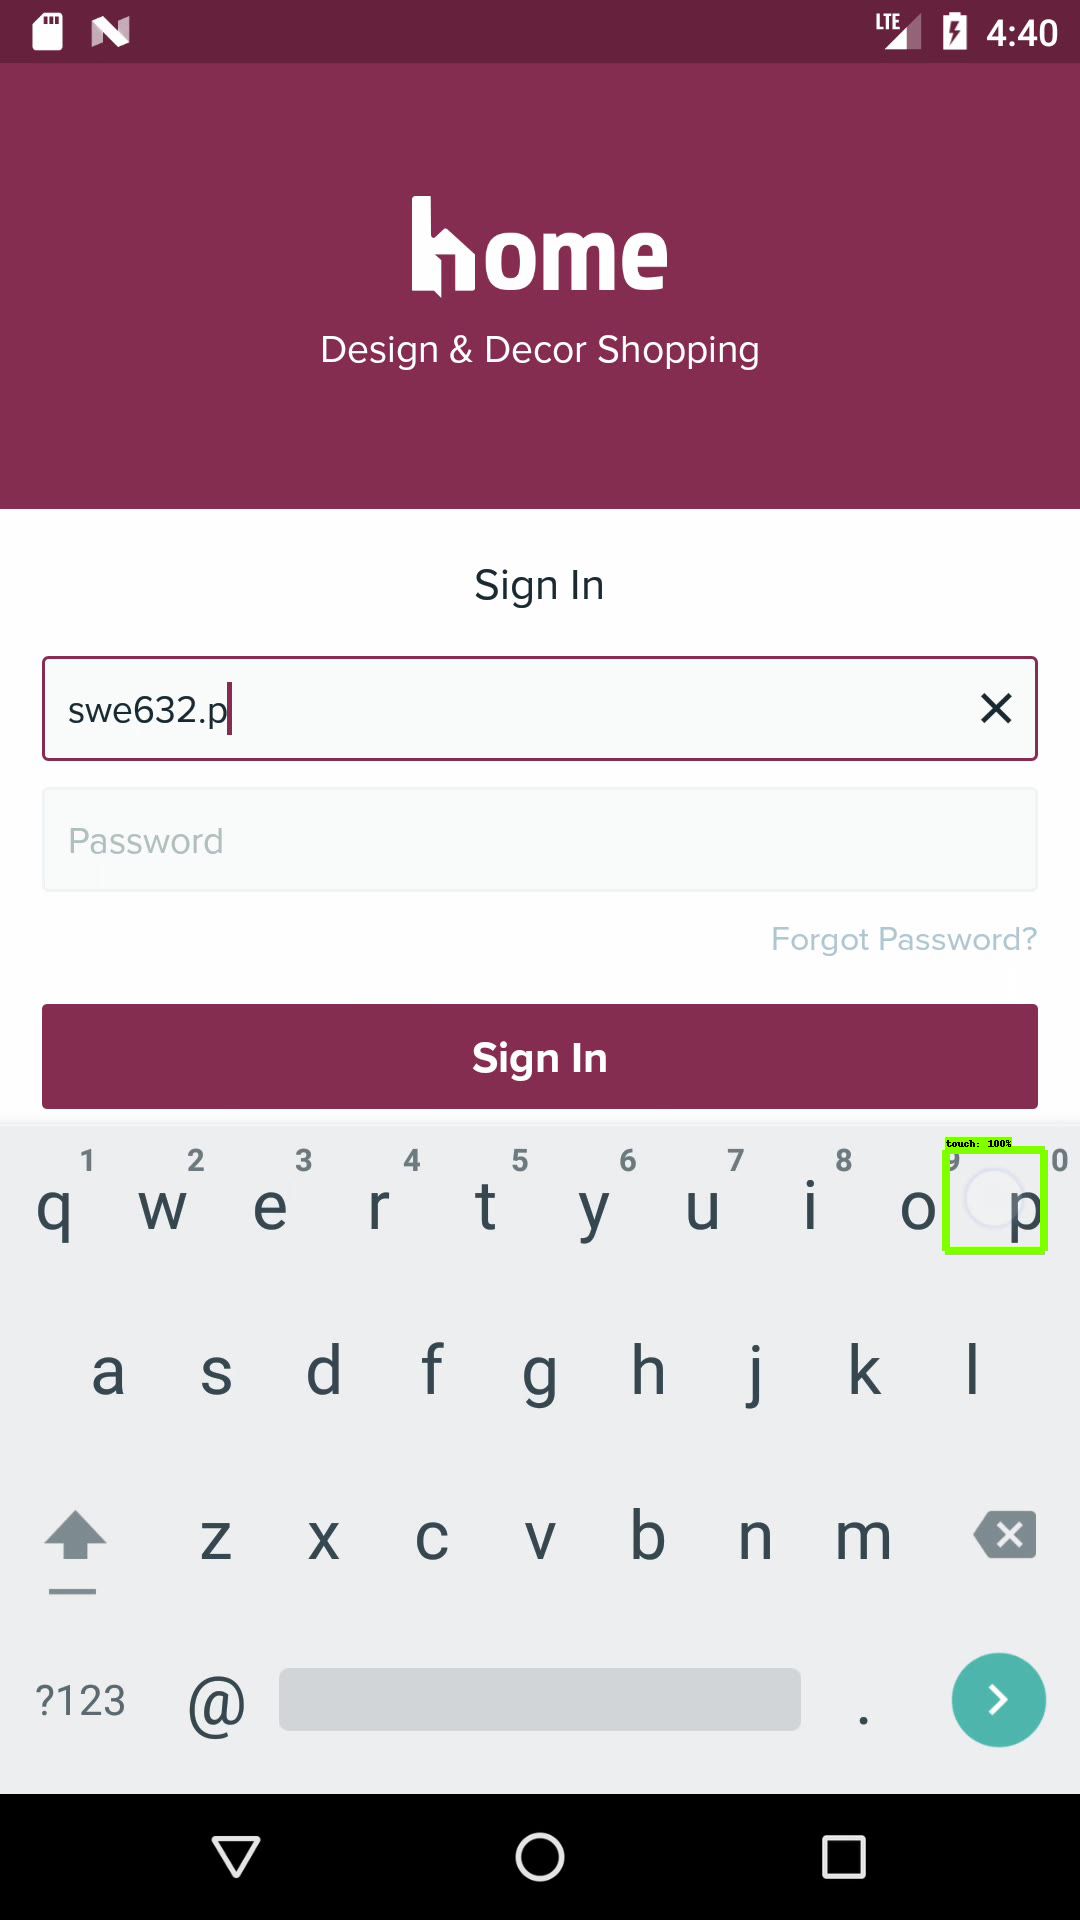 LTE 4:40
home
Design & Decor Shopping
Sign In
swe632.p
Password
Forgot Password?
Sign In
touch: 100%
1 2 3 4 5 6 7 8 9 0
q w e r t y u i o p
a s d f g h j k l
z x c v b n m
?123 @ .